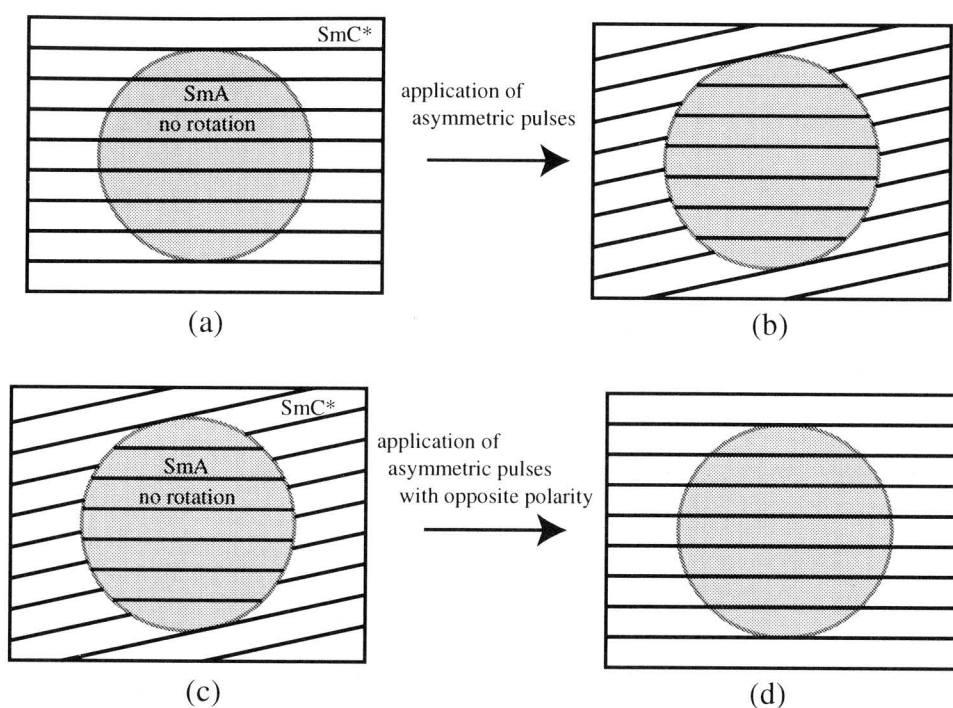 SmC*
SmA
no rotation
application of
asymmetric pulses
(a)
(b)
SmC*
SmA
no rotation
application of
asymmetric pulses
with opposite polarity
(c)
(d)